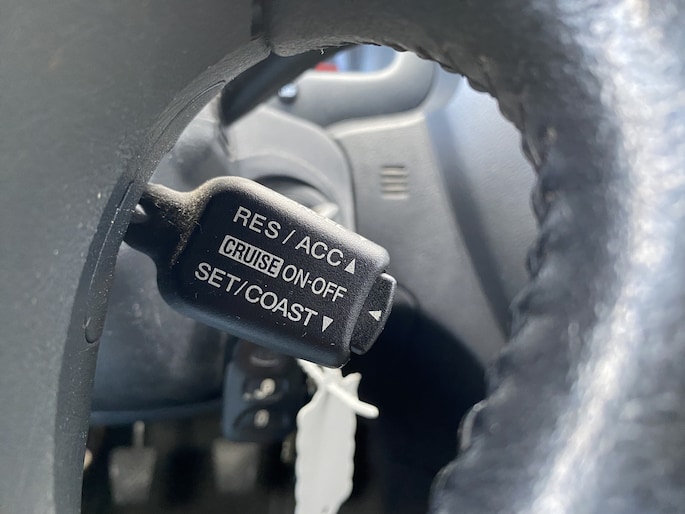 RES / ACC ▲
CRUISE ON-OFF
SET/COAST ▼